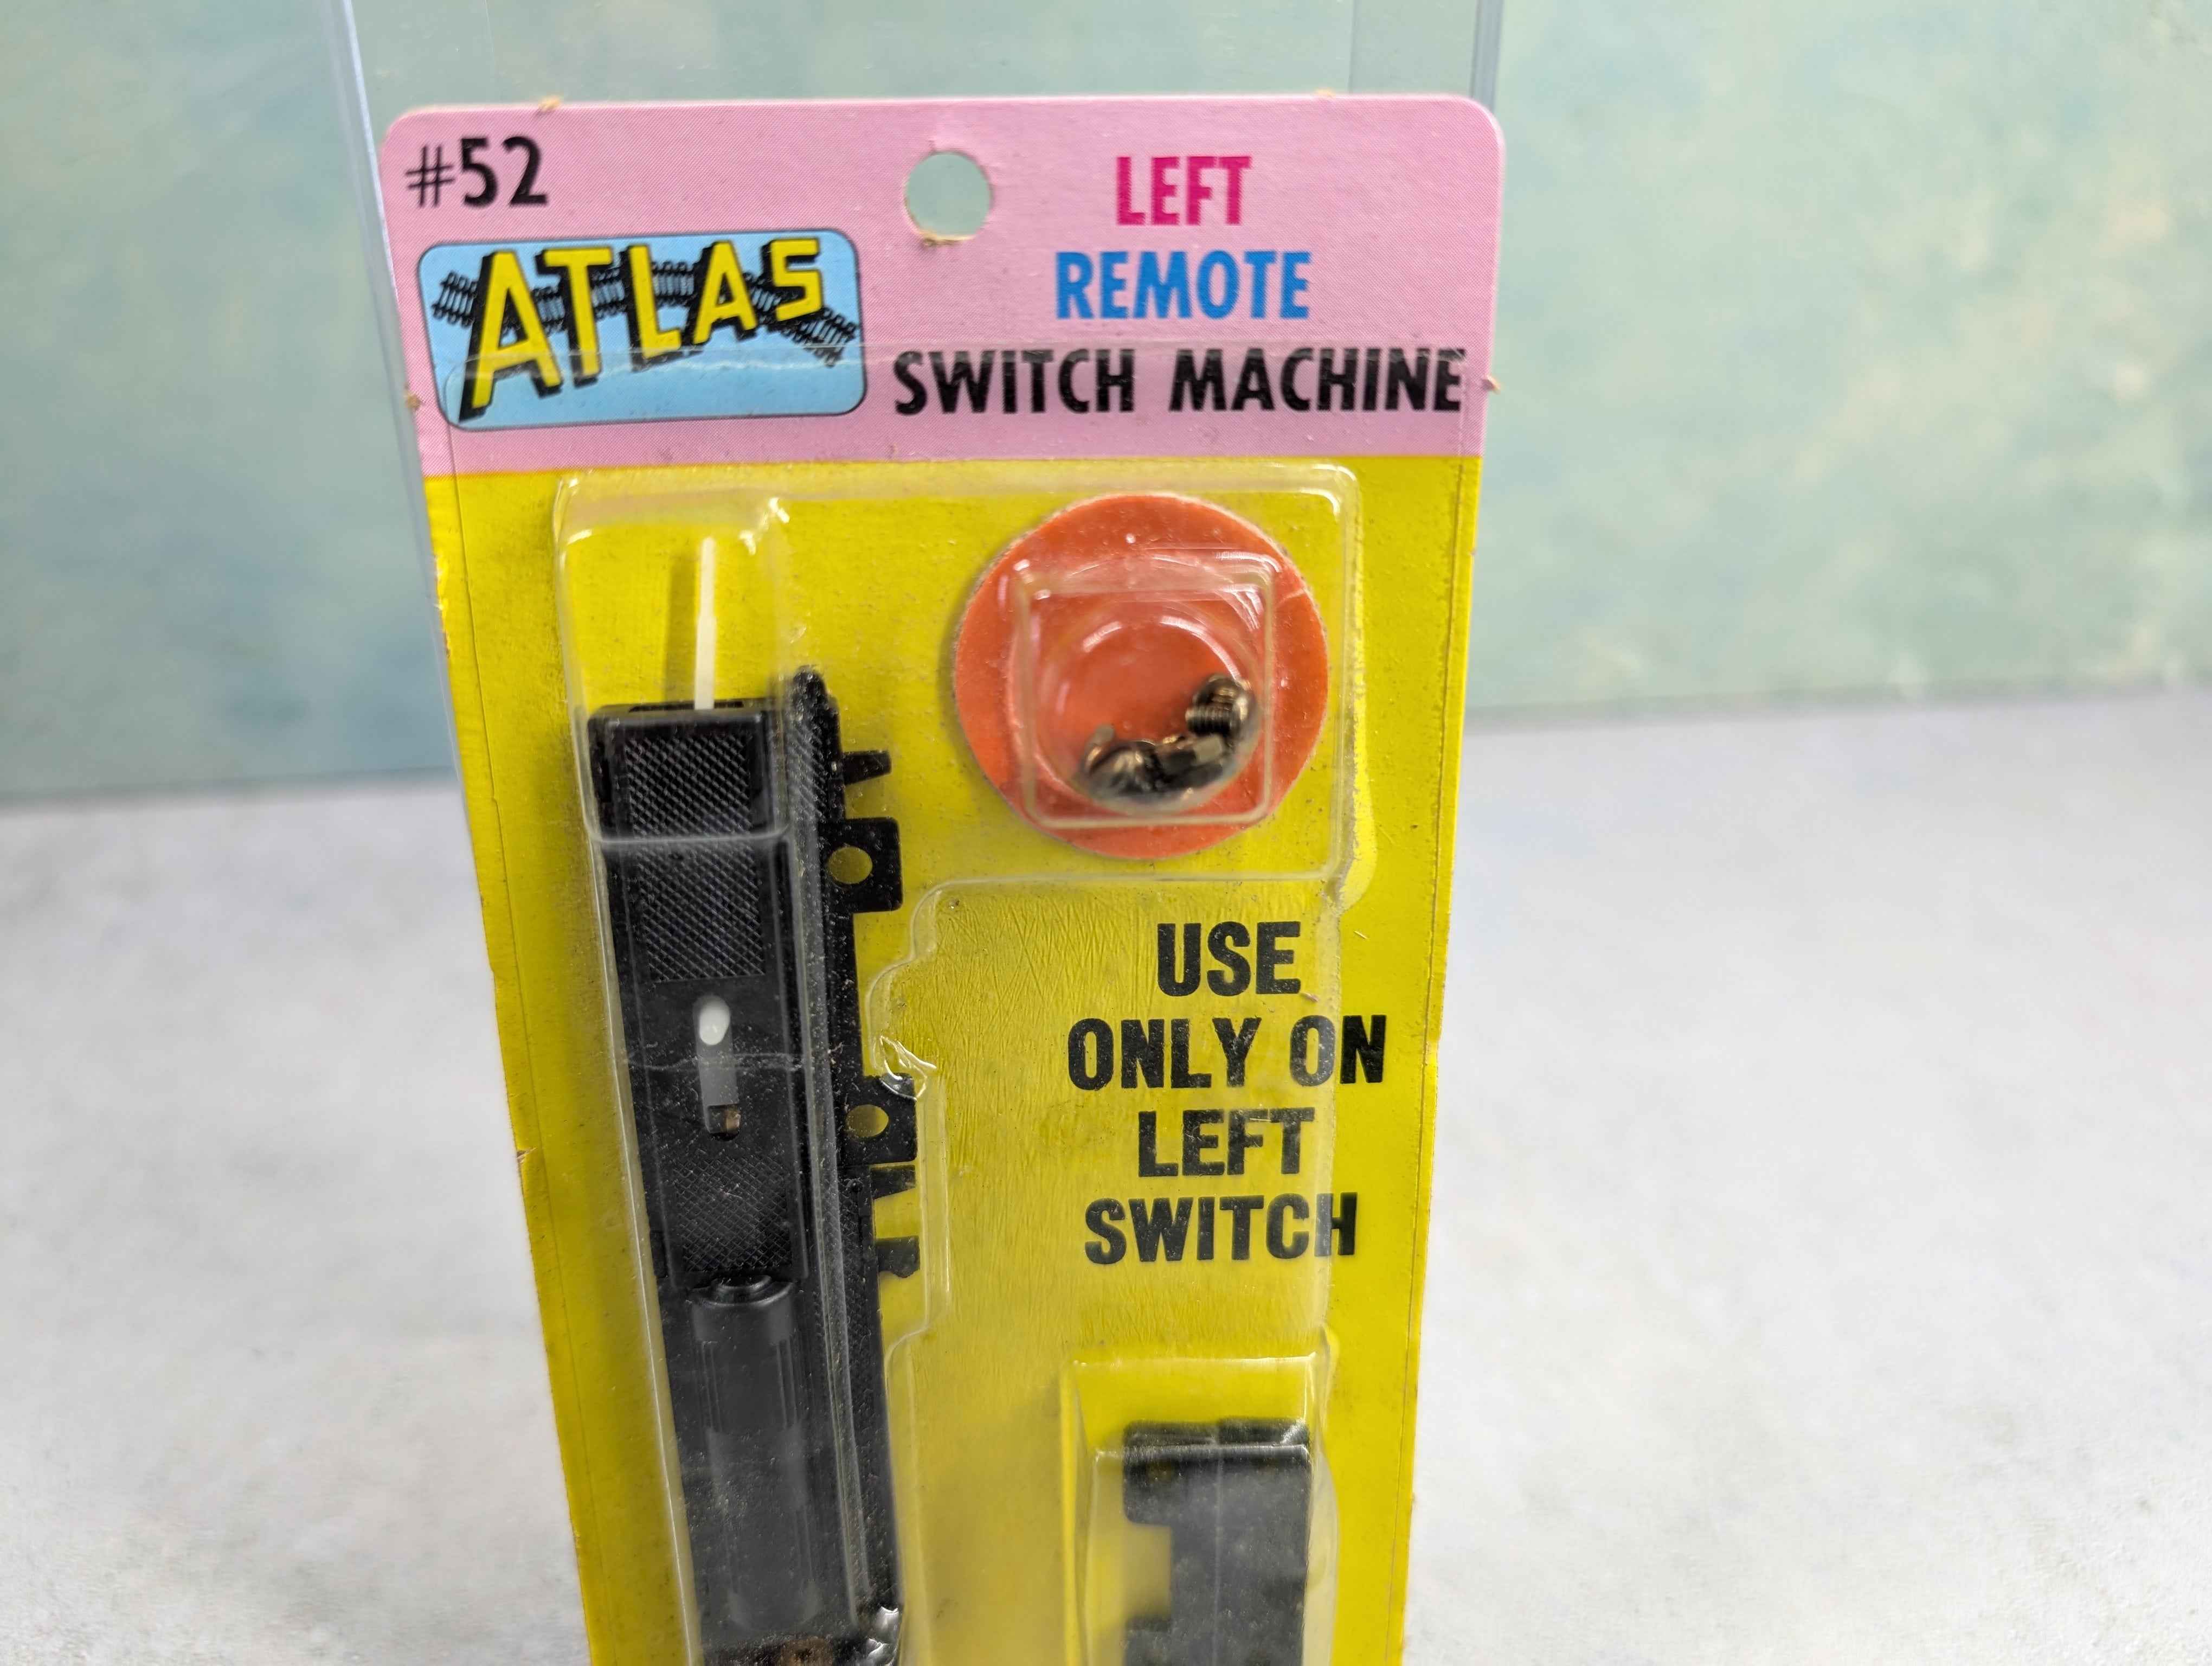 #52
ATLAS
LEFT
REMOTE
SWITCH MACHINE
USE
ONLY ON
LEFT
SWITCH